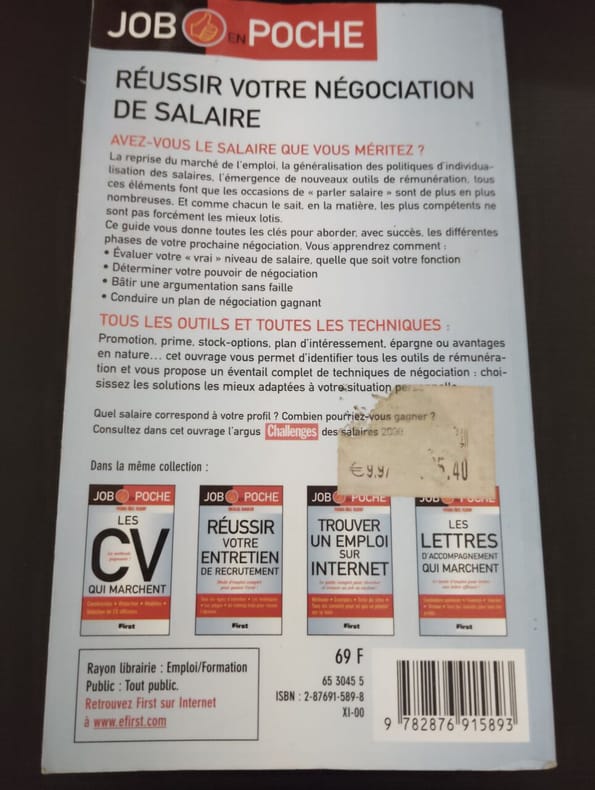 JOB EN POCHE
RÉUSSIR VOTRE NÉGOCIATION
DE SALAIRE
AVEZ-VOUS LE SALAIRE QUE VOUS MÉRITEZ ?
La reprise du marché de l'emploi, la généralisation des politiques d'individua-
lisation des salaires, l'émergence de nouveaux outils de rémunération, tous
ces éléments font que les occasions de « parler salaire » sont de plus en plus
nombreuses. Et comme chacun le sait, en la matière, les plus compétents ne
sont pas forcément les mieux lotis.
Ce guide vous donne toutes les clés pour aborder, avec succès, les différentes
phases de votre prochaine négociation. Vous apprendrez comment :
• Évaluer votre « vrai » niveau de salaire, quelle que soit votre fonction
• Déterminer votre pouvoir de négociation
• Bâtir une argumentation sans faille
• Conduire un plan de négociation gagnant
TOUS LES OUTILS ET TOUTES LES TECHNIQUES :
Promotion, prime, stock-options, plan d'intéressement, épargne ou avantages
en nature... cet ouvrage vous permet d'identifier tous les outils de rémunéra-
tion et vous propose un éventail complet de techniques de négociation : choi-
sissez les solutions les mieux adaptées à votre situation personnelle.
Quel salaire correspond à votre profil ? Combien pourriez-vous gagner ?
Consultez dans cet ouvrage l'argus Challenges des salaires
€9.97
5.40
Dans la même collection :
JOB EN POCHE
LES
CV
QUI MARCHENT
First
JOB EN POCHE
RÉUSSIR
VOTRE
ENTRETIEN
DE RECRUTEMENT
First
JOB
TROUVER
UN EMPLOI
SUR
INTERNET
First
POCHE
LES
LETTRES
D'ACCOMPAGNEMENT
QUI MARCHENT
First
Rayon librairie : Emploi/Formation
Public : Tout public.
Retrouvez First sur Internet
à www.efirst.com
69 F
65 3045 5
ISBN : 2-87691-589-8
XI-00
9 782876 915893